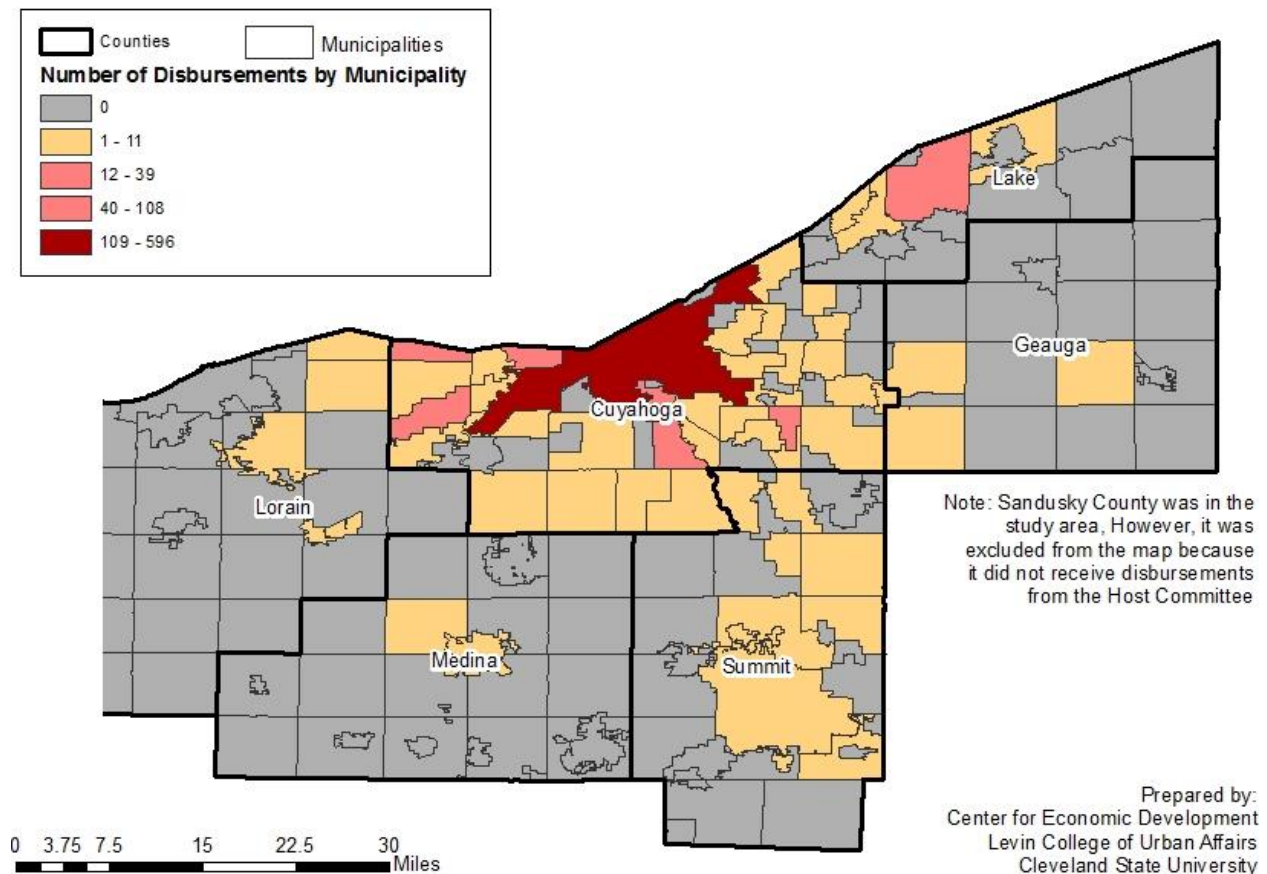 Counties
Municipalities
Number of Disbursements by Municipality
0
1 - 11
12 - 39
40 - 108
109 - 596
Lake
Geauga
Cuyahoga
Lorain
Medina
Summit
Note: Sandusky County was in the
study area, However, it was
excluded from the map because
it did not receive disbursements
from the Host Committee
Prepared by:
Center for Economic Development
Levin College of Urban Affairs
Cleveland State University
0 3.75 7.5 15 22.5 30
Miles